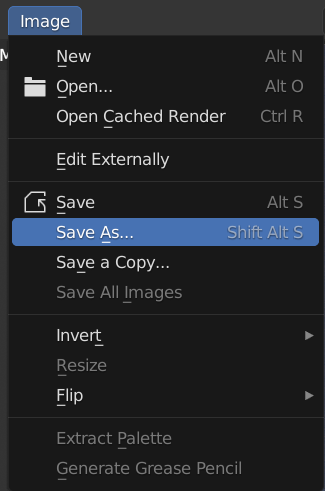 Image
New Alt N
Open... Alt O
Open Cached Render Ctrl R
Edit Externally
Save Alt S
Save As... Shift Alt S
Save a Copy...
Save All Images
Invert
Resize
Flip
Extract Palette
Generate Grease Pencil